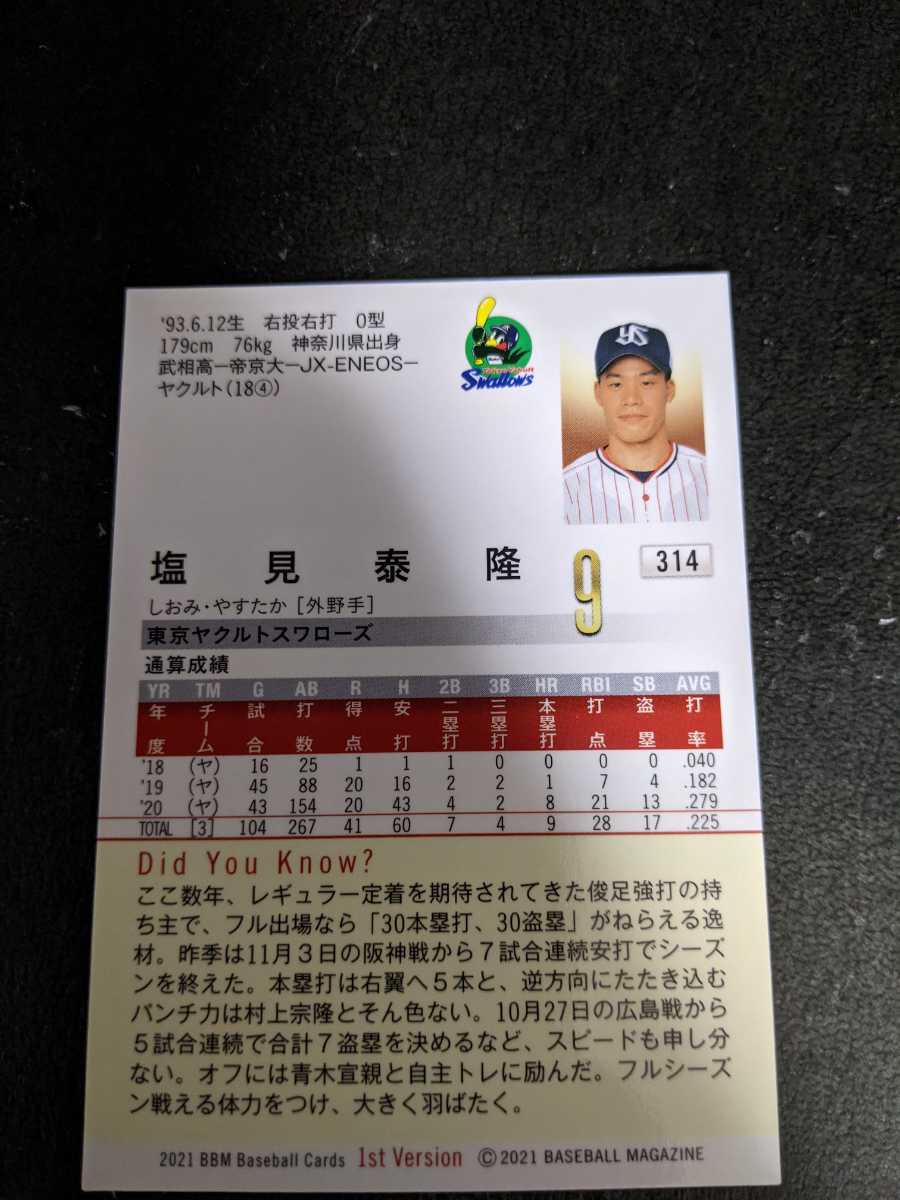 '93.6.12生　右投右打　O型
179cm　76kg　神奈川県出身
武相高ー帝京大ーJX-ENEOSー
ヤクルト(18④)
Tokyo Yakult
Swallows
YS
塩見泰隆
9
314
しおみ・やすたか［外野手］
東京ヤクルトスワローズ
通算成績
YR TM G AB R H 2B 3B HR RBI SB AVG
年度 チーム 試合 打数 得点 安打 二塁打 三塁打 本塁打 打点 盗塁 打率
'18 (ヤ) 16 25 1 1 1 0 0 0 0 .040
'19 (ヤ) 45 88 20 16 2 2 1 7 4 .182
'20 (ヤ) 43 154 20 43 4 2 8 21 13 .279
TOTAL [3] 104 267 41 60 7 4 9 28 17 .225
Did You Know?
ここ数年、レギュラー定着を期待されてきた俊足強打の持
ち主で、フル出場なら「30本塁打、30盗塁」がねらえる逸
材。昨季は11月３日の阪神戦から７試合連続安打でシーズ
ンを終えた。本塁打は右翼へ５本と、逆方向にたたき込む
パンチ力は村上宗隆とそん色ない。10月27日の広島戦から
５試合連続で合計７盗塁を決めるなど、スピードも申し分
ない。オフには青木宣親と自主トレに励んだ。フルシーズ
ン戦える体力をつけ、大きく羽ばたく。
2021 BBM Baseball Cards 1st Version ©2021 BASEBALL MAGAZINE